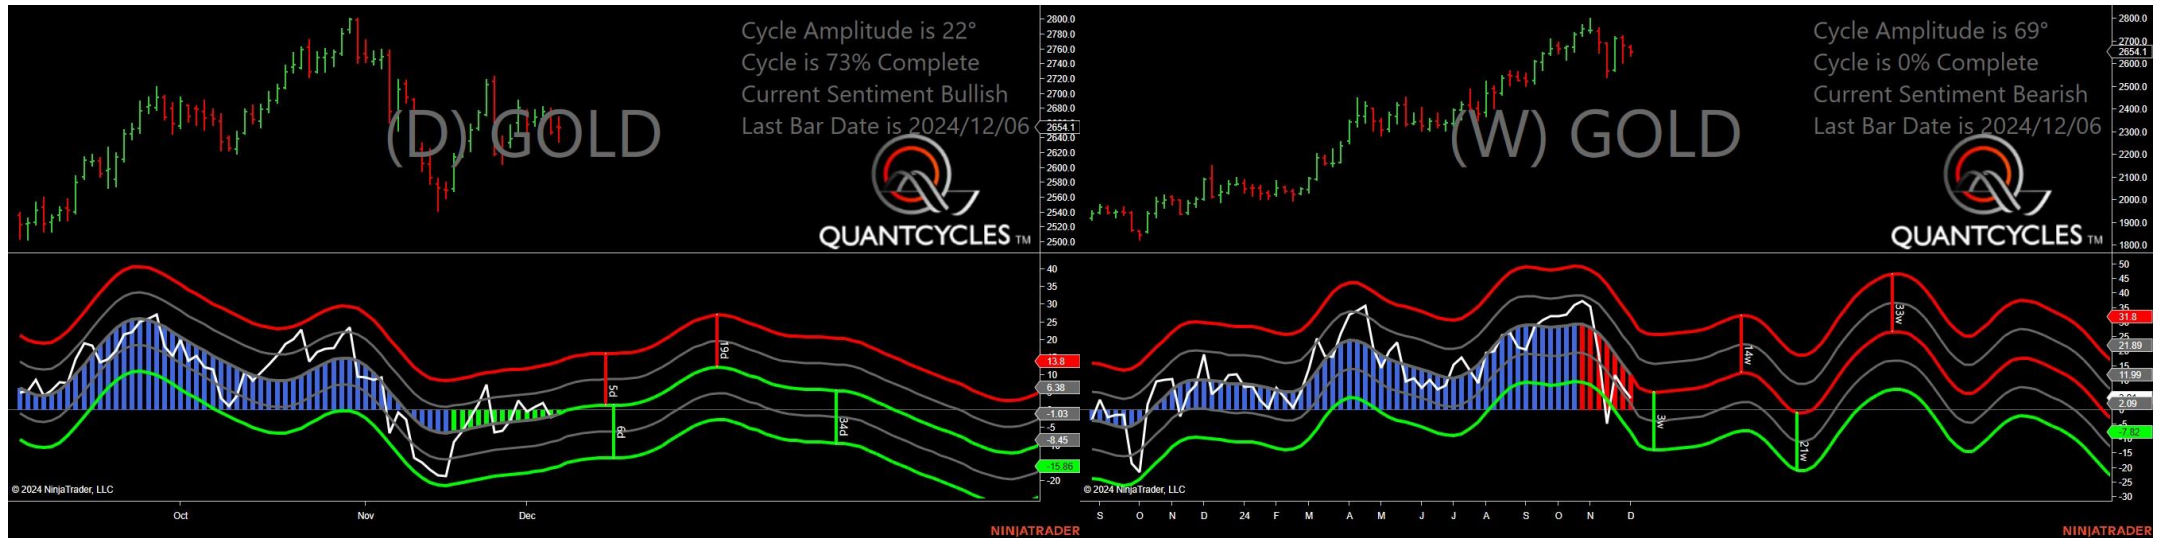 Cycle Amplitude is 22°
Cycle is 73% Complete
Current Sentiment Bullish
Last Bar Date is 2024/12/06
(D) GOLD
QUANTCYCLES TM
2800.0
2780.0
2760.0
2740.0
2720.0
2700.0
2680.0
2654.1
2640.0
2620.0
2600.0
2580.0
2560.0
2540.0
2520.0
2500.0
40
35
30
25
20
13.8
10
6.38
-1.03
-5
-8.45
-15.86
-20
5d
6d
19d
34d
© 2024 NinjaTrader, LLC
Oct
Nov
Dec
NINJATRADER
Cycle Amplitude is 69°
Cycle is 0% Complete
Current Sentiment Bearish
Last Bar Date is 2024/12/06
(W) GOLD
QUANTCYCLES TM
2800.0
2700.0
2654.1
2600.0
2500.0
2400.0
2300.0
2200.0
2100.0
2000.0
1900.0
1800.0
50
45
40
31.8
21.89
11.99
2.09
-7.82
-15
-20
-25
-30
14w
21w
33w
© 2024 NinjaTrader, LLC
S
O
N
D
24
F
M
A
M
J
J
A
S
O
N
D
NINJATRADER